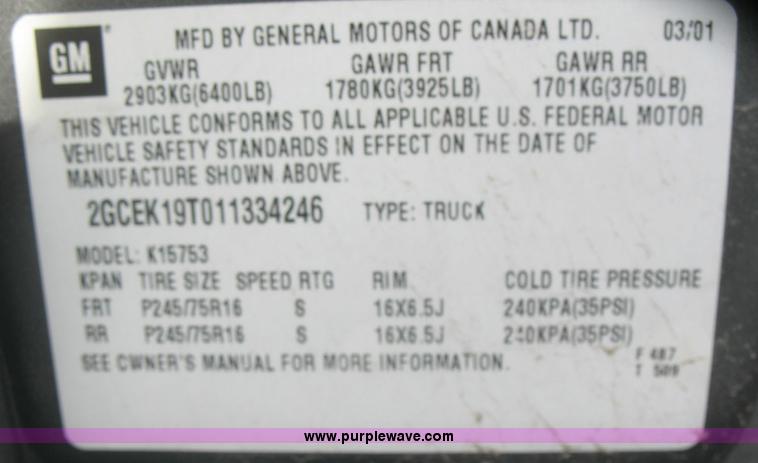 GM
MFD BY GENERAL MOTORS OF CANADA LTD. 03/01
GVWR GAWR FRT GAWR RR
2903KG(6400LB) 1780KG(3925LB) 1701KG(3750LB)
THIS VEHICLE CONFORMS TO ALL APPLICABLE U.S. FEDERAL MOTOR
VEHICLE SAFETY STANDARDS IN EFFECT ON THE DATE OF
MANUFACTURE SHOWN ABOVE.
2GCEK19T011334246 TYPE: TRUCK
MODEL: K15753
KPAN TIRE SIZE SPEED RTG RIM COLD TIRE PRESSURE
FRT P245/75R16 S 16X6.5J 240KPA(35PSI)
RR P245/75R16 S 16X6.5J 240KPA(35PSI)
SEE OWNER'S MANUAL FOR MORE INFORMATION.
F 487
T 509
www.purplewave.com